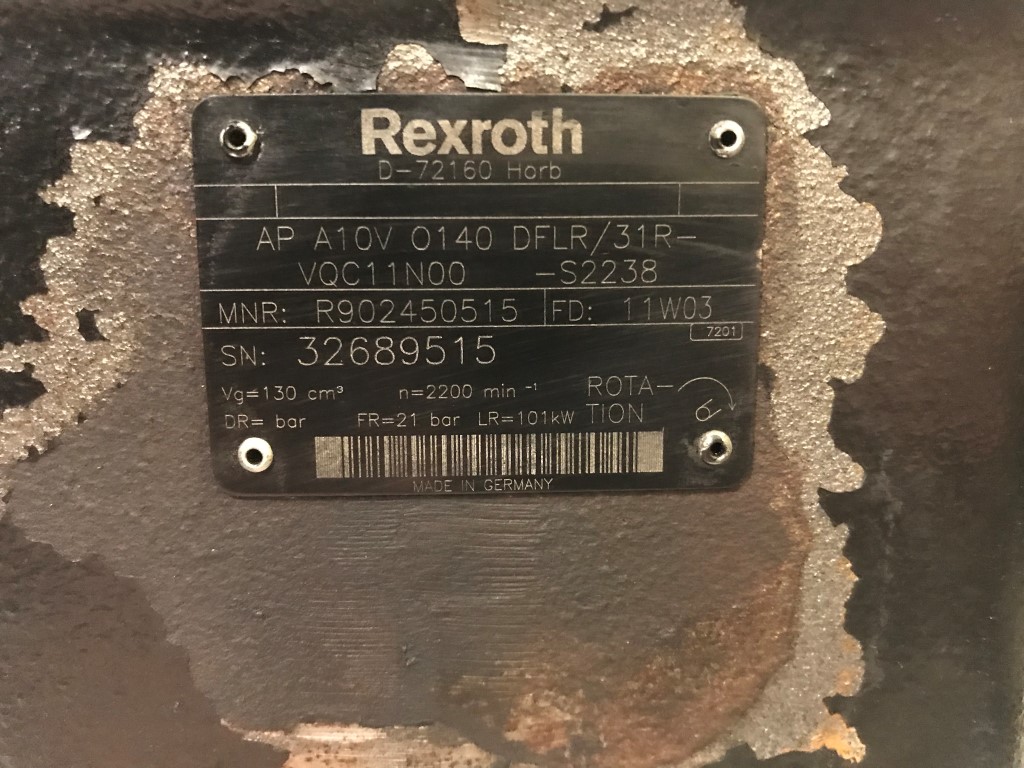 Rexroth
D-72160 Horb
AP A10V 0140 DFLR/31R-
VQC11N00 -S2238
MNR: R902450515 FD: 11W03
7201
SN: 32689515
Vg=130 cm³ n=2200 min -1 ROTA-
DR= bar FR=21 bar LR=101kW TION
MADE IN GERMANY